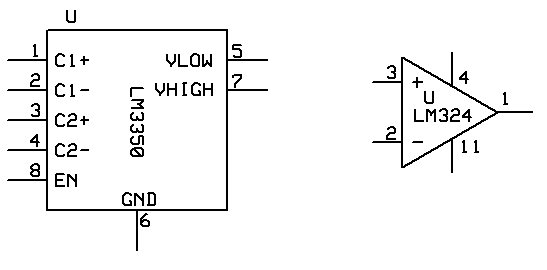 U
1 C1+ VLOW 5
2 C1- VHIGH 7
3 C2+
4 C2-
8 EN
LM3350
GND
6
3 + 4
U
LM324 1
2 - 11